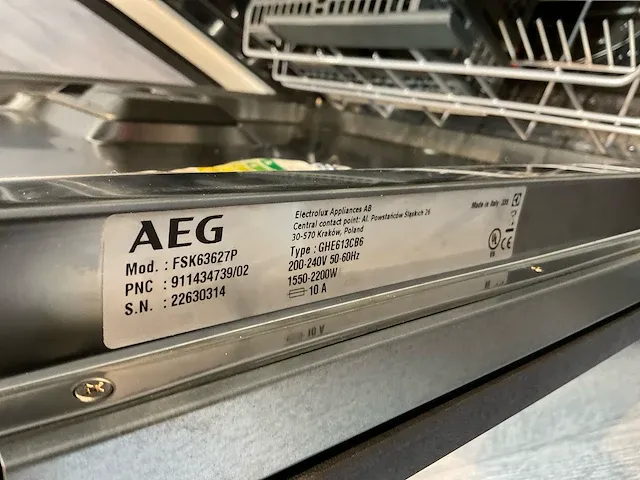 AEG
Mod. : FSK63627P
PNC : 911434739/02
S.N. : 22630314
Electrolux Appliances AB
Central contact point: Al. Powstańców Śląskich 26
30-570 Kraków, Poland
Type : GHE613CB6
200-240V 50-60Hz
1550-2200W
10 A
Made in Italy
CE